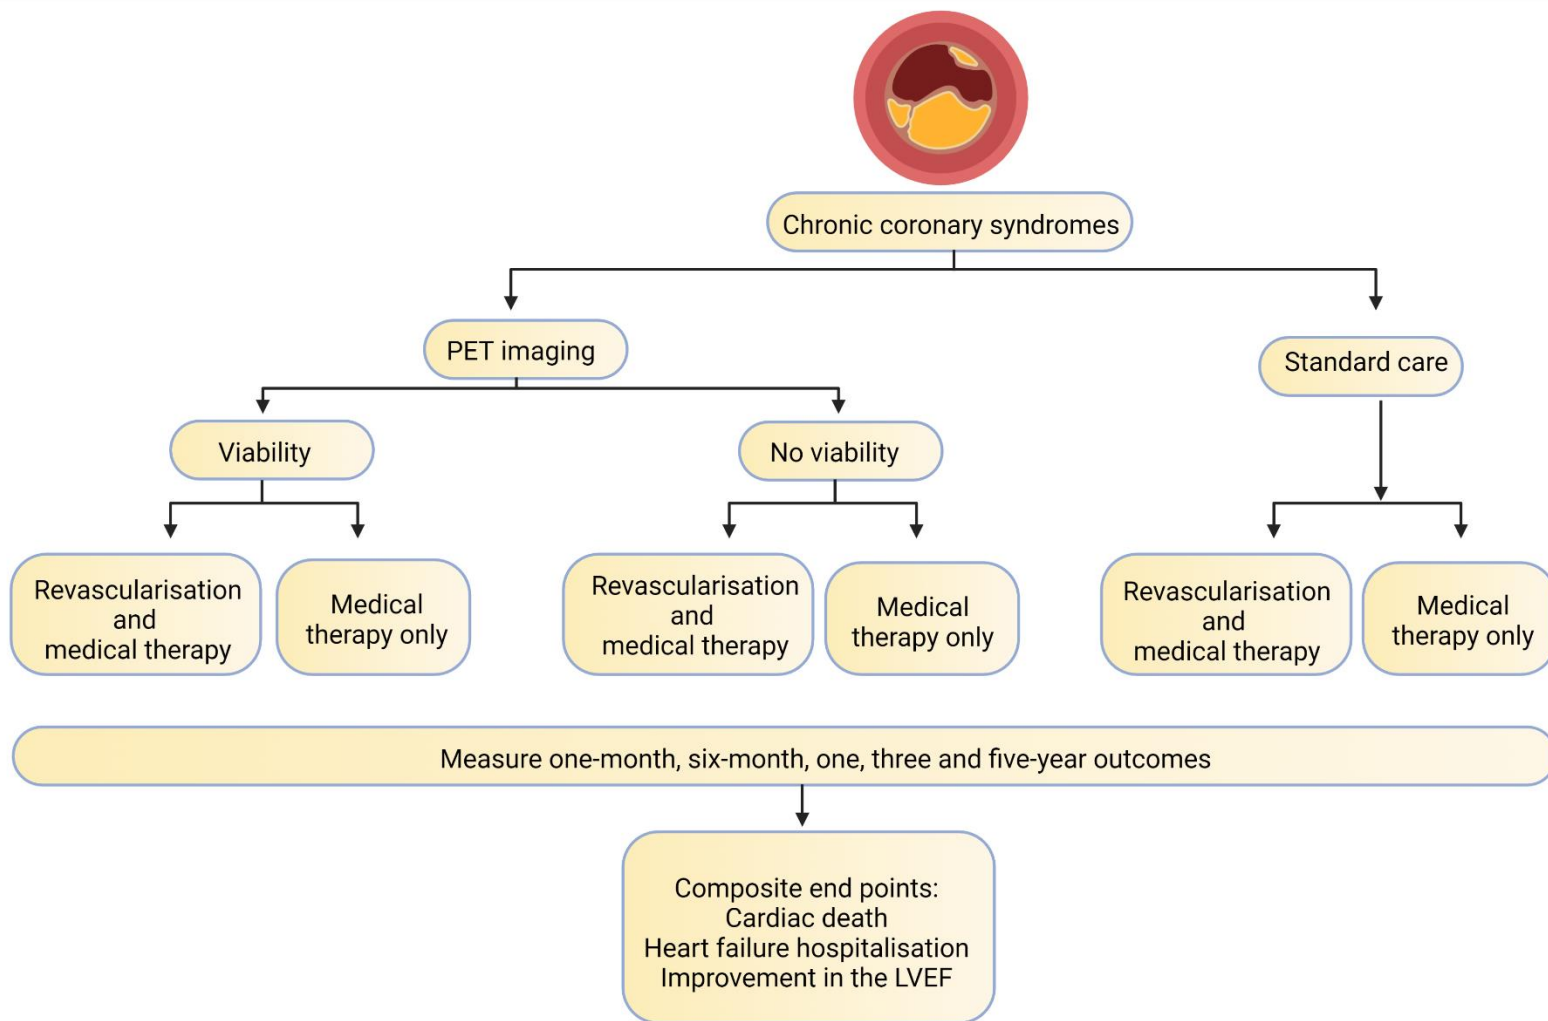 Chronic coronary syndromes
PET imaging
Standard care
Viability
No viability
Revascularisation
and
medical therapy
Medical
therapy only
Revascularisation
and
medical therapy
Medical
therapy only
Revascularisation
and
medical therapy
Medical
therapy only
Measure one-month, six-month, one, three and five-year outcomes
Composite end points:
Cardiac death
Heart failure hospitalisation
Improvement in the LVEF